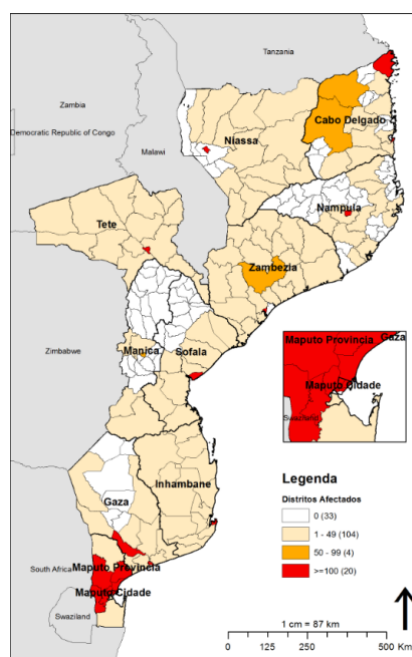 Tanzania
Zambia
Democratic Republic of Congo
Malawi
Cabo Delgado
Niassa
Nampula
Tete
Zambezia
Zimbabwe
Manica
Sofala
Gaza
Maputo Provincia
Maputo Cidade
Swaziland
Inhambane
Gaza
Legenda
Distritos Afectados
0 (33)
1 - 49 (104)
50 - 99 (4)
>=100 (20)
South Africa
Maputo Provincia
Maputo Cidade
Swaziland
1 cm = 87 km
0 125 250 500 Km